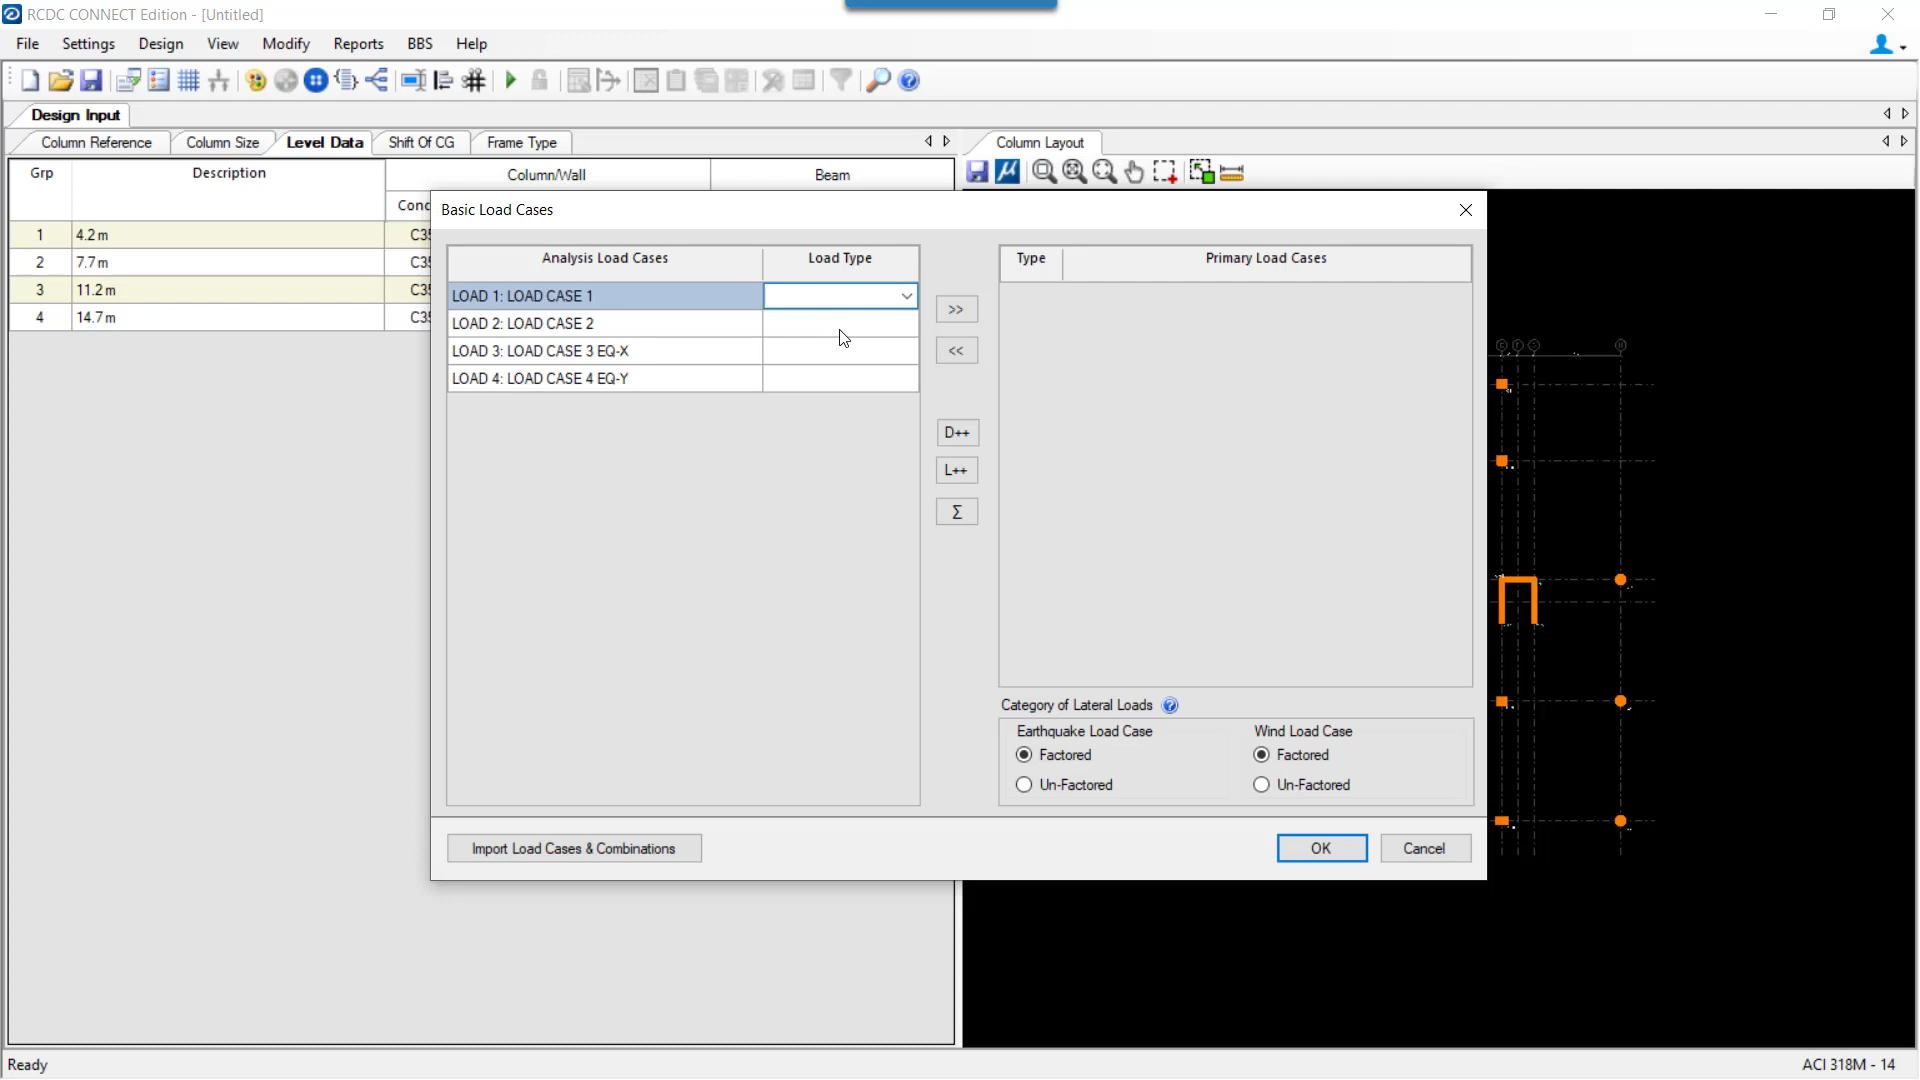 RCDC CONNECT Edition - [Untitled]
File Settings Design View Modify Reports BBS Help
Design Input
Column Reference Column Size Level Data Shift Of CG Frame Type
Column Layout
Grp Description Column/Wall Beam
Conc
1 4.2 m C35
2 7.7 m C35
3 11.2 m C35
4 14.7 m C35
Basic Load Cases
Analysis Load Cases Load Type
LOAD 1: LOAD CASE 1
LOAD 2: LOAD CASE 2
LOAD 3: LOAD CASE 3 EQ-X
LOAD 4: LOAD CASE 4 EQ-Y
>>
<<
D++
L++
Σ
Type Primary Load Cases
Category of Lateral Loads
Earthquake Load Case
Factored
Un-Factored
Wind Load Case
Factored
Un-Factored
Import Load Cases & Combinations
OK
Cancel
Ready
ACI 318M - 14